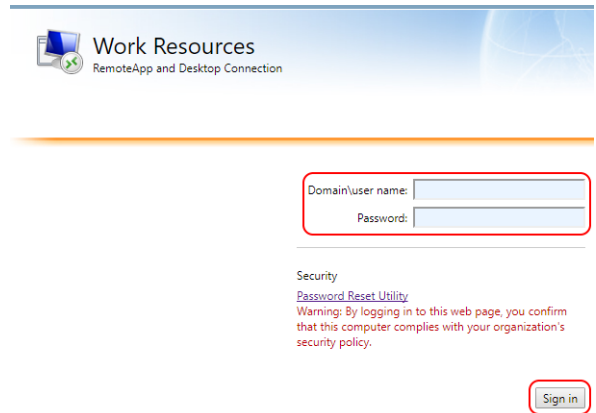 Work Resources
RemoteApp and Desktop Connection
Domain\user name:
Password:
Security
Password Reset Utility
Warning: By logging in to this web page, you confirm
that this computer complies with your organization's
security policy.
Sign in